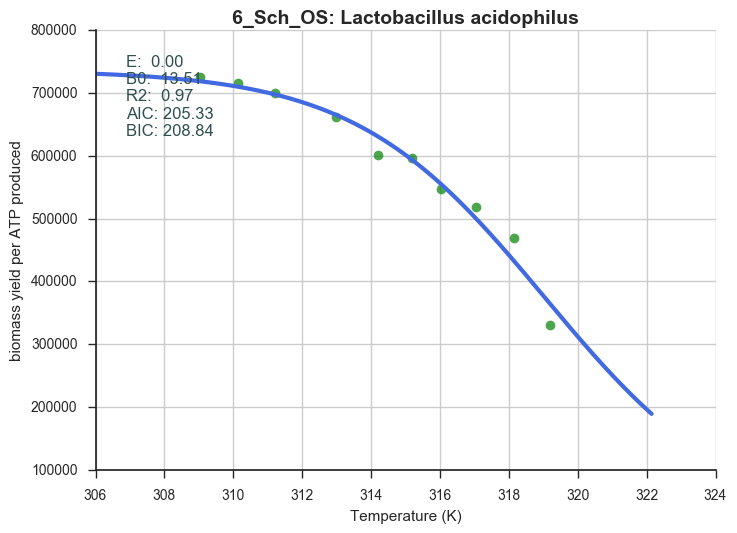 6_Sch_OS: Lactobacillus acidophilus
800000
700000
600000
500000
400000
300000
200000
100000
biomass yield per ATP produced
E:  0.00
B0:  13.51
R2:  0.97
AIC: 205.33
BIC: 208.84
306 308 310 312 314 316 318 320 322 324
Temperature (K)